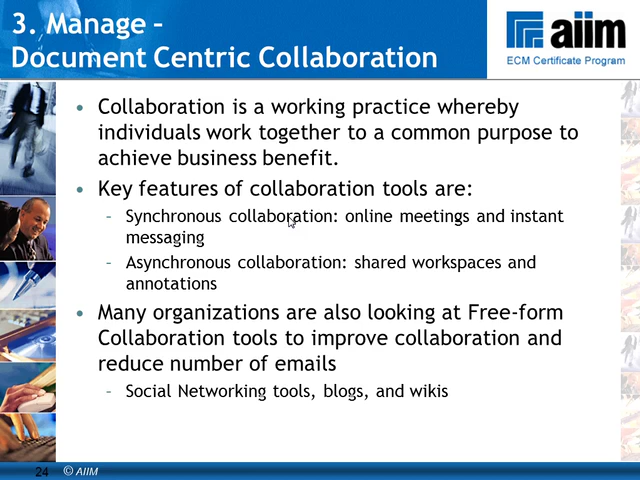 3. Manage –
Document Centric Collaboration
aiim
ECM Certificate Program
• Collaboration is a working practice whereby
individuals work together to a common purpose to
achieve business benefit.
• Key features of collaboration tools are:
– Synchronous collaboration: online meetings and instant
messaging
– Asynchronous collaboration: shared workspaces and
annotations
• Many organizations are also looking at Free-form
Collaboration tools to improve collaboration and
reduce number of emails
– Social Networking tools, blogs, and wikis
24 © AIIM